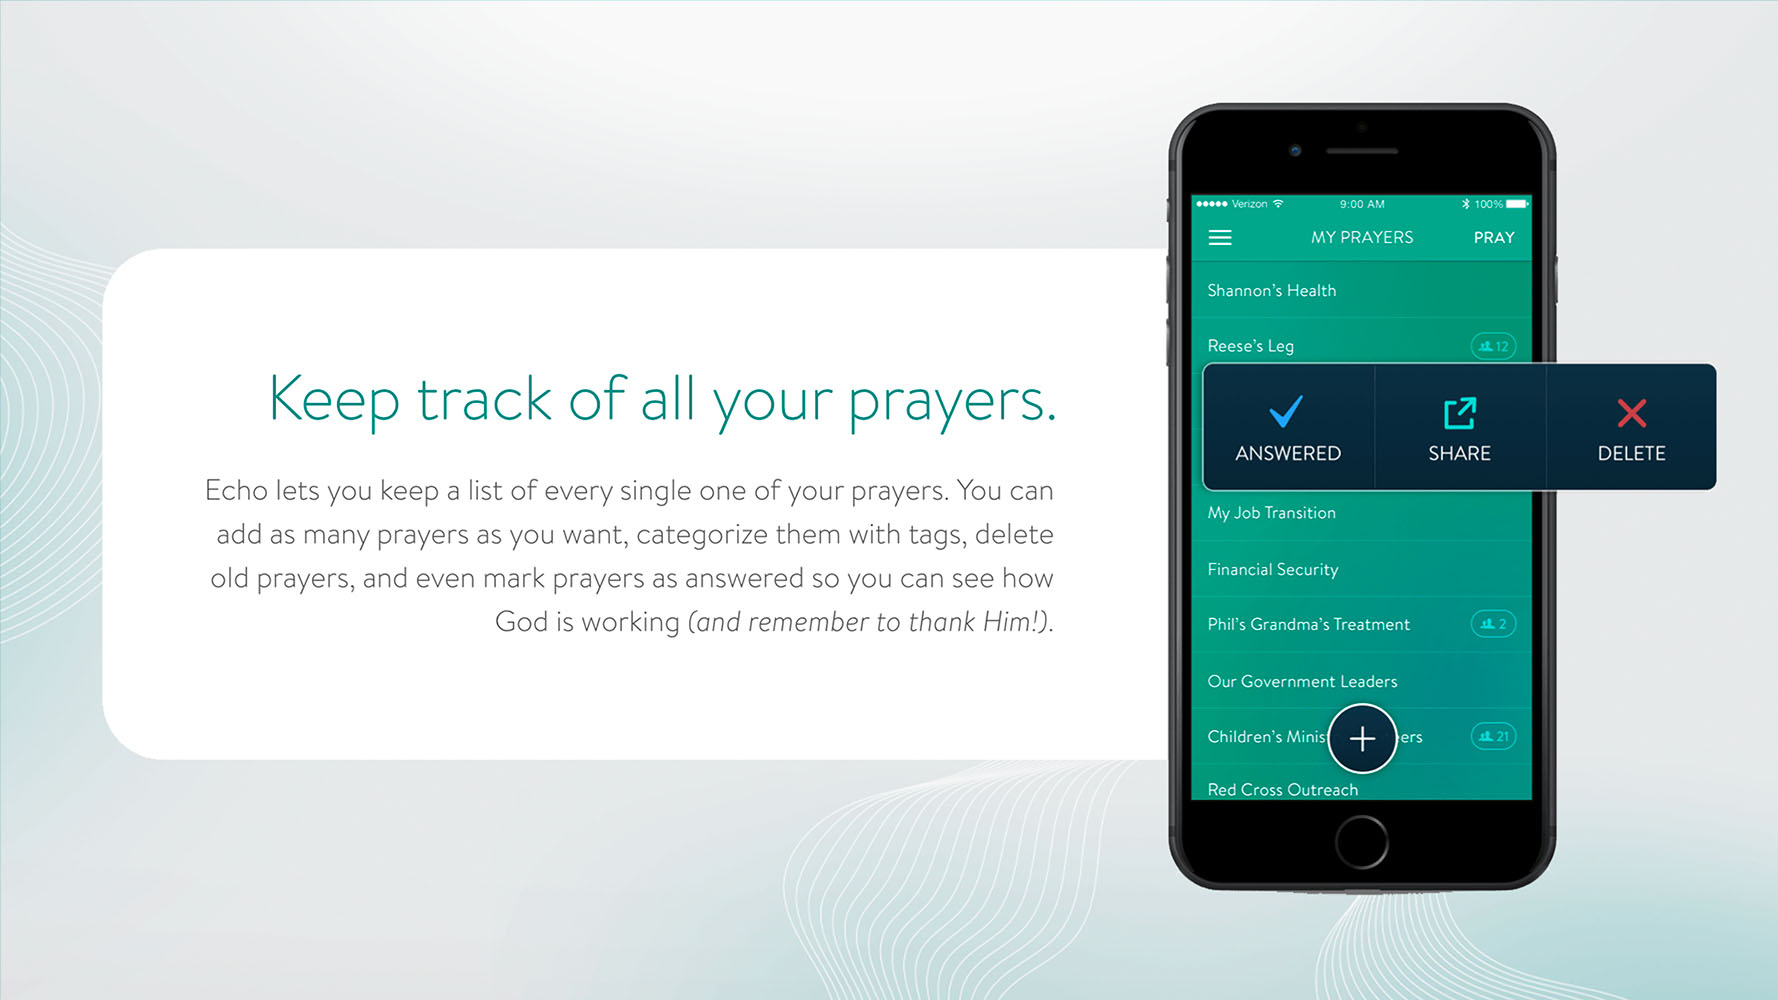 Keep track of all your prayers.
Echo lets you keep a list of every single one of your prayers. You can
add as many prayers as you want, categorize them with tags, delete
old prayers, and even mark prayers as answered so you can see how
God is working (and remember to thank Him!).
Verizon 9:00 AM 100%
MY PRAYERS PRAY
Shannon's Health
Reese's Leg 12
ANSWERED SHARE DELETE
My Job Transition
Financial Security
Phil's Grandma's Treatment 2
Our Government Leaders
Children's 21
Red Cross Outreach